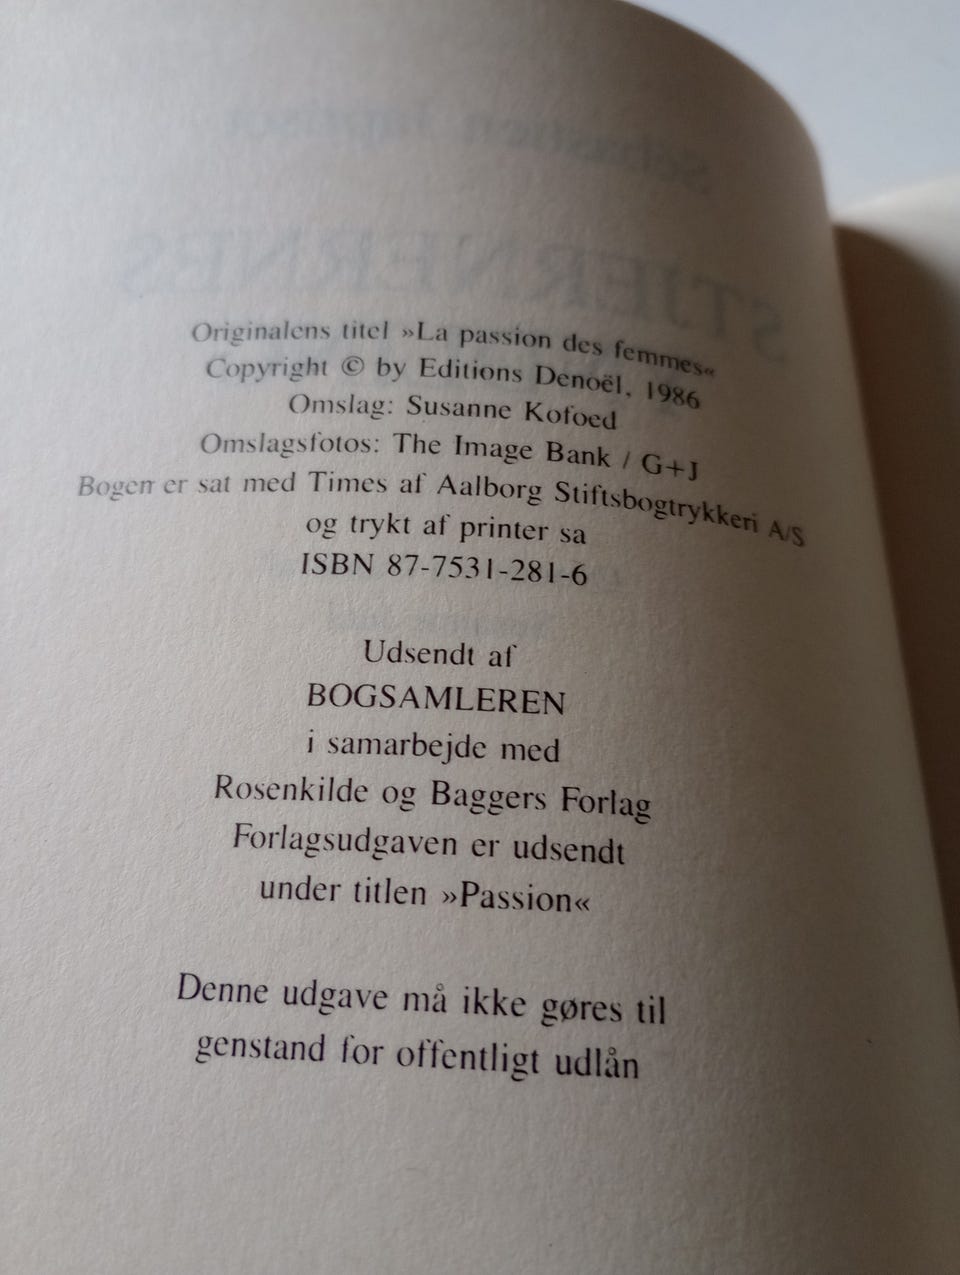 Originalens titel »La passion des femmes«
Copyright © by Editions Denoël, 1986
Omslag: Susanne Kofoed
Omslagsfotos: The Image Bank / G+J
Bogen er sat med Times af Aalborg Stiftsbogtrykkeri A/S
og trykt af printer sa
ISBN 87-7531-281-6
Udsendt af
BOGSAMLEREN
i samarbejde med
Rosenkilde og Baggers Forlag
Forlagsudgaven er udsendt
under titlen »Passion«
Denne udgave må ikke gøres til
genstand for offentligt udlån